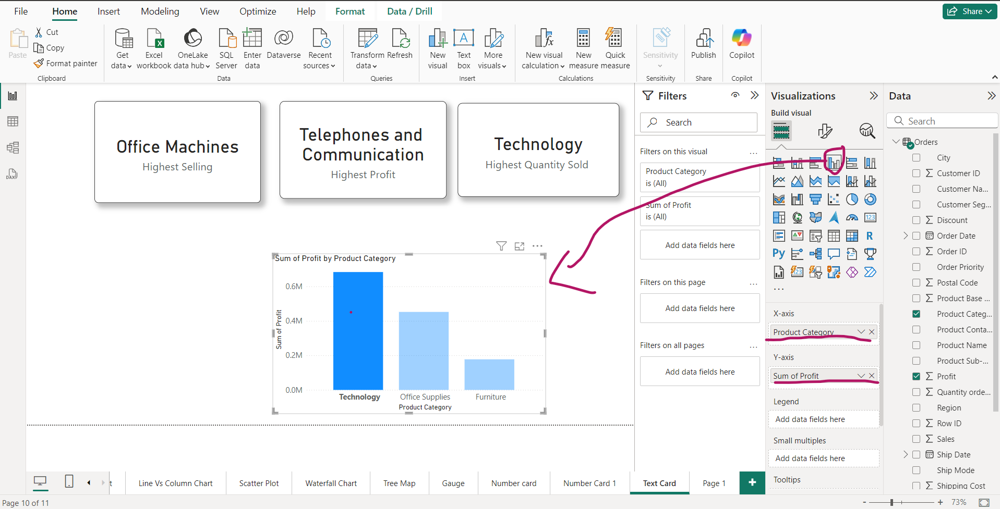 File Home Insert Modeling View Optimize Help Format Data / Drill Share
Paste
Cut
Copy
Format painter
Clipboard
Get data
Excel workbook
OneLake data hub
SQL Server
Enter data
Dataverse
Recent sources
Data
Transform data
Refresh
Queries
New visual
Text box
More visuals
Insert
New visual calculation
New measure
Quick measure
Calculations
Sensitivity
Sensitivity
Publish
Share
Copilot
Copilot
DAX
Office Machines
Highest Selling
Telephones and
Communication
Highest Profit
Technology
Highest Quantity Sold
Sum of Profit by Product Category
Sum of Profit
0.6M
0.4M
0.2M
0.0M
Technology Office Supplies Furniture
Product Category
Filters
Search
Filters on this visual ...
Product Category
is (All)
Sum of Profit
is (All)
Add data fields here
Filters on this page ...
Add data fields here
Filters on all pages ...
Add data fields here
Visualizations
Build visual
123
R
Py
123
...
X-axis
Product Category
Y-axis
Sum of Profit
Legend
Add data fields here
Small multiples
Add data fields here
Tooltips
Data
Search
Orders
City
Customer ID
Customer Na...
Customer Seg...
Discount
Order Date
Order ID
Order Priority
Postal Code
Product Base ...
Product Categ...
Product Conta...
Product Name
Product Sub-...
Profit
Quantity orde...
Region
Row ID
Sales
Ship Date
Ship Mode
Shipping Cost
t Line Vs Column Chart Scatter Plot Waterfall Chart Tree Map Gauge Number card Number Card 1 Text Card Page 1 +
Page 10 of 11
- + 73%